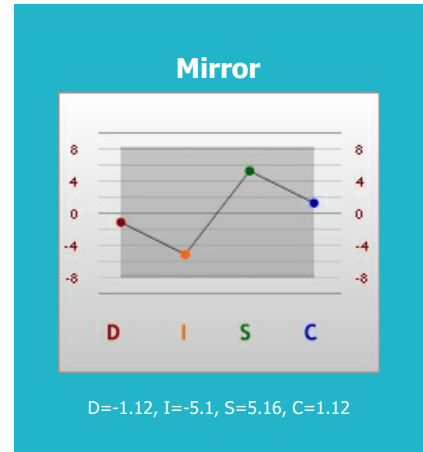 Mirror
8 8
4 4
0 0
-4 -4
-8 -8
D I S C
D=-1.12, I=-5.1, S=5.16, C=1.12